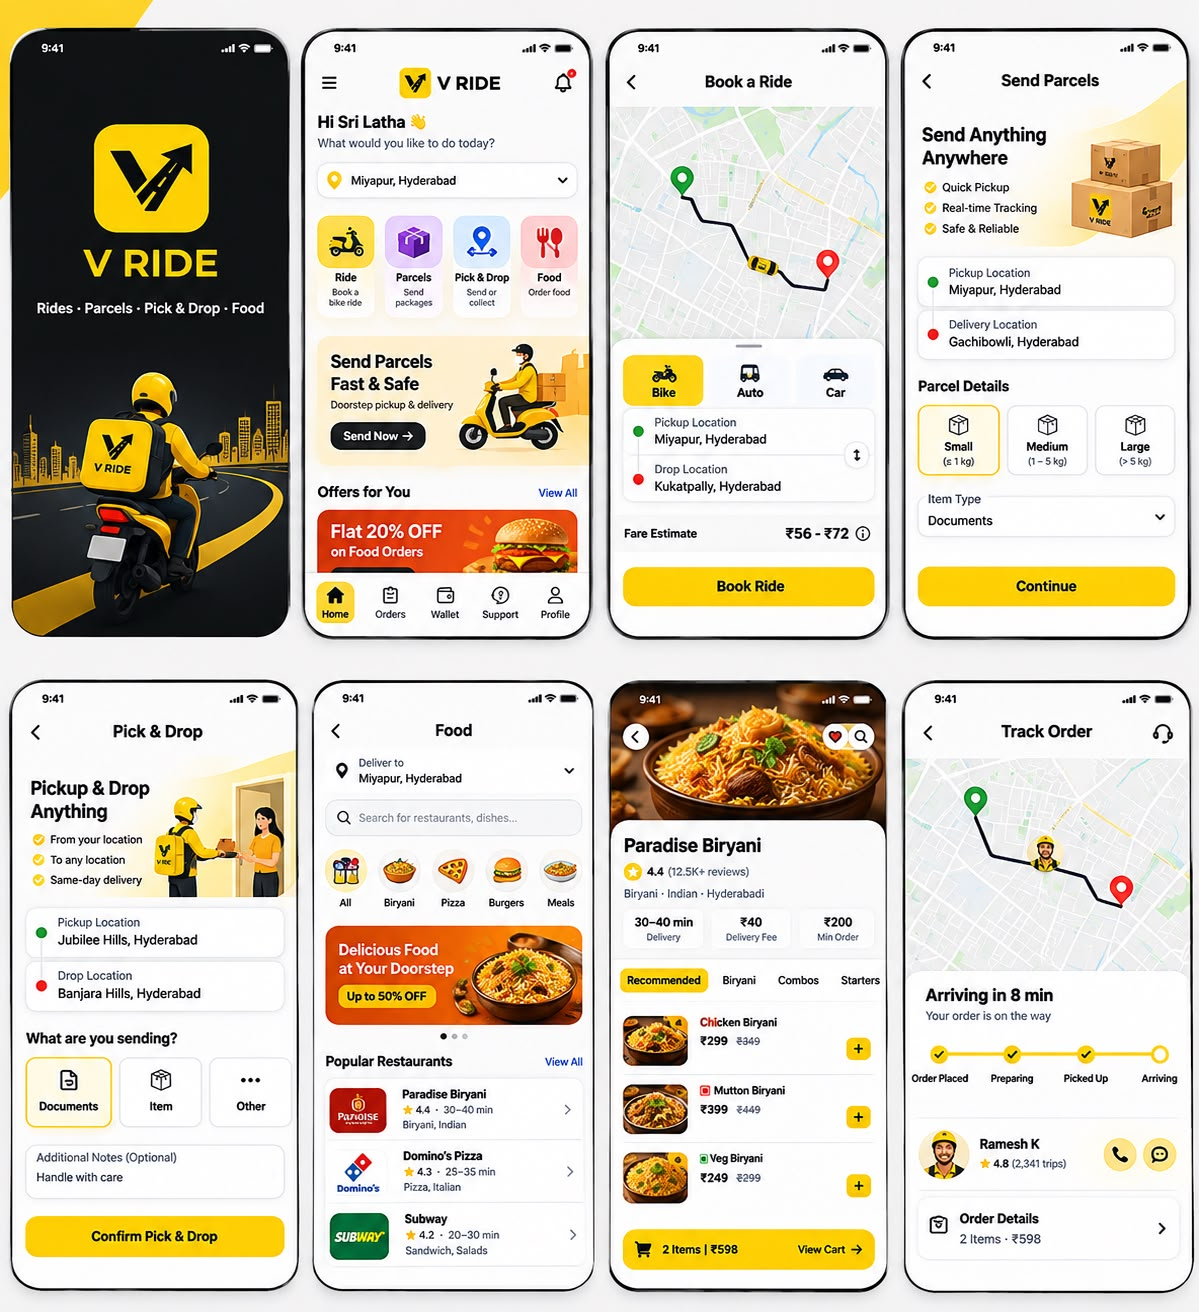 9:41
V RIDE
Rides · Parcels · Pick & Drop · Food
V RIDE
9:41
V RIDE
Hi Sri Latha 👋
What would you like to do today?
Miyapur, Hyderabad
Ride
Book a
bike ride
Parcels
Send
packages
Pick & Drop
Send or
collect
Food
Order food
Send Parcels
Fast & Safe
Doorstep pickup & delivery
Send Now →
Offers for You
View All
Flat 20% OFF
on Food Orders
Home
Orders
Wallet
Support
Profile
9:41
Book a Ride
Bike
Auto
Car
Pickup Location
Miyapur, Hyderabad
Drop Location
Kukatpally, Hyderabad
Fare Estimate
₹56 - ₹72
Book Ride
9:41
Send Parcels
Send Anything
Anywhere
Quick Pickup
Real-time Tracking
Safe & Reliable
Pickup Location
Miyapur, Hyderabad
Delivery Location
Gachibowli, Hyderabad
Parcel Details
Small
(≤ 1 kg)
Medium
(1 – 5 kg)
Large
(> 5 kg)
Item Type
Documents
Continue
9:41
Pick & Drop
Pickup & Drop
Anything
From your location
To any location
Same-day delivery
V RIDE
Pickup Location
Jubilee Hills, Hyderabad
Drop Location
Banjara Hills, Hyderabad
What are you sending?
Documents
Item
Other
Additional Notes (Optional)
Handle with care
Confirm Pick & Drop
9:41
Food
Deliver to
Miyapur, Hyderabad
Search for restaurants, dishes...
All
Biryani
Pizza
Burgers
Meals
Delicious Food
at Your Doorstep
Up to 50% OFF
Popular Restaurants
View All
Paradise Biryani
★ 4.4 · 30–40 min
Biryani, Indian
Domino's
Domino's Pizza
★ 4.3 · 25–35 min
Pizza, Italian
SUBWAY
Subway
★ 4.2 · 20–30 min
Sandwich, Salads
9:41
Paradise Biryani
4.4 (12.5K+ reviews)
Biryani · Indian · Hyderabadi
30–40 min
Delivery
₹40
Delivery Fee
₹200
Min Order
Recommended
Biryani
Combos
Starters
Chicken Biryani
₹299 ₹349
Mutton Biryani
₹399 ₹449
Veg Biryani
₹249 ₹299
2 Items | ₹598
View Cart →
9:41
Track Order
Arriving in 8 min
Your order is on the way
Order Placed
Preparing
Picked Up
Arriving
Ramesh K
★ 4.8 (2,341 trips)
Order Details
2 Items · ₹598